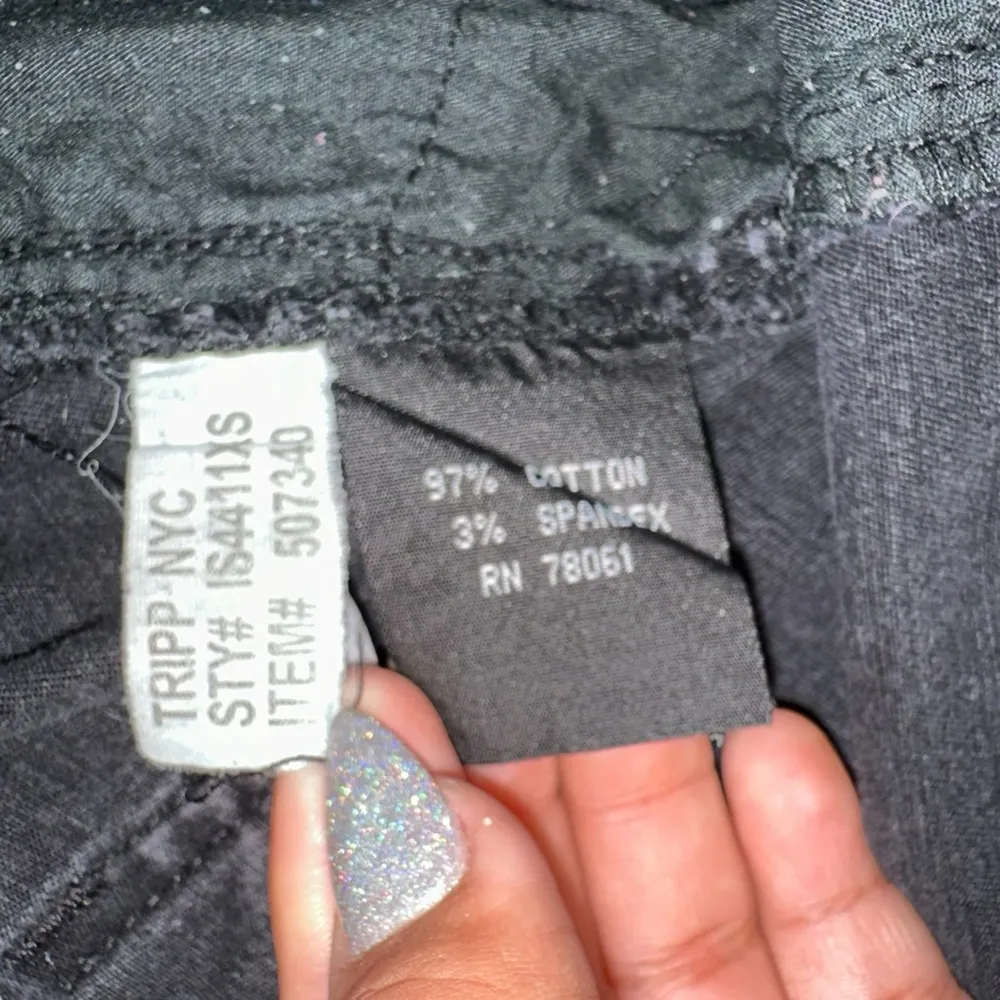 TRIPP NYC
STY# IS4411XS
ITEM# 507340
97% COTTON
3% SPANDEX
RN 78061